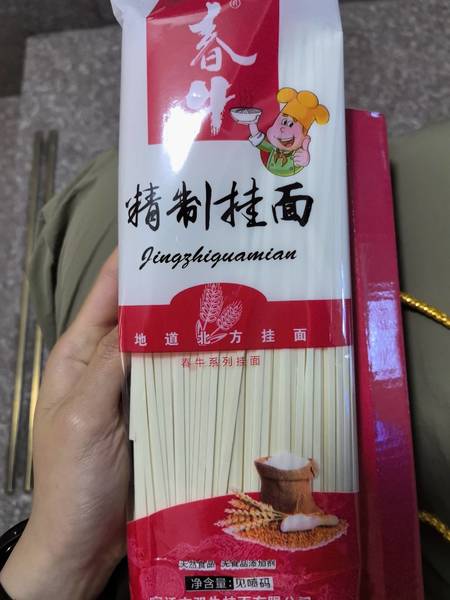 春牛
®
精制挂面
Jingzhiguamian
地道北方挂面
春牛系列挂面
天然食品 无食品添加剂
净含量:见喷码